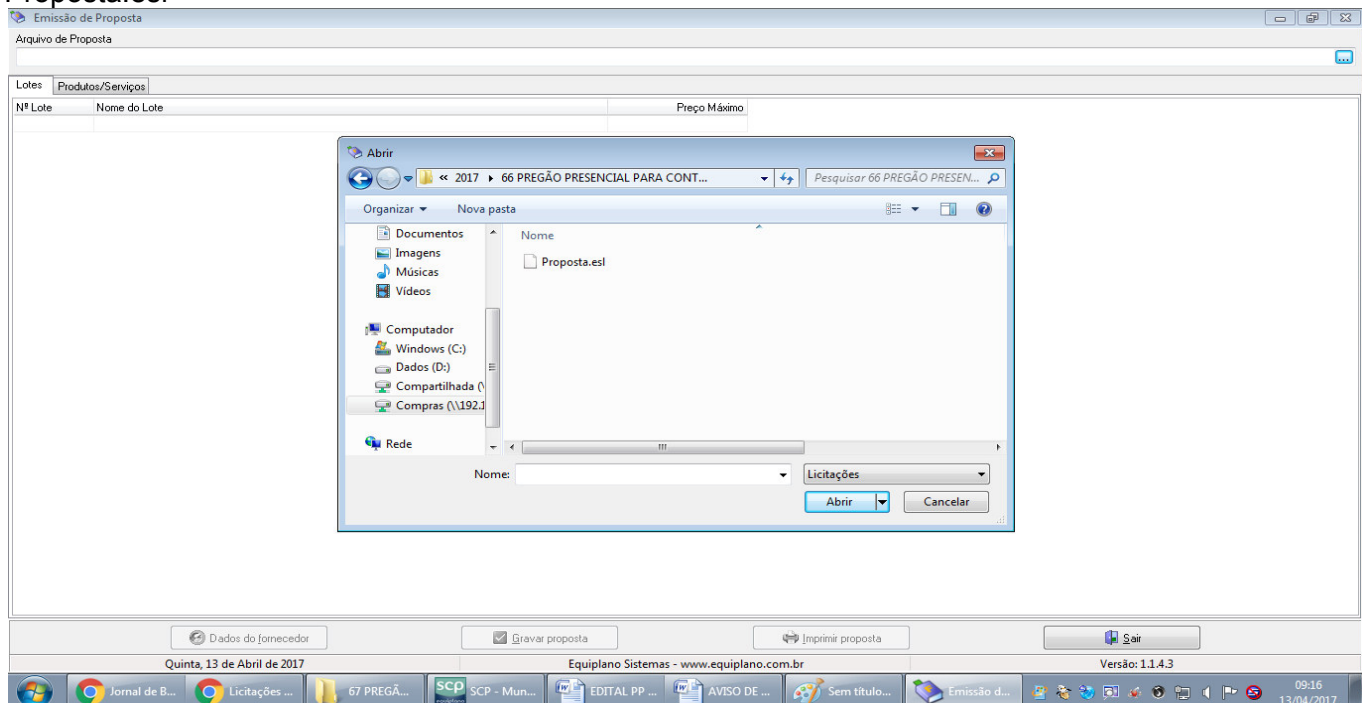 Emissão de Proposta
Arquivo de Proposta
...
Lotes Produtos/Serviços
Nº Lote Nome do Lote Preço Máximo
Abrir
« 2017 66 PREGÃO PRESENCIAL PARA CONT... Pesquisar 66 PREGÃO PRESEN...
Organizar Nova pasta
Documentos
Imagens
Músicas
Vídeos
Computador
Windows (C:)
Dados (D:)
Compartilhada (\
Compras (\\192.1
Rede
Nome
Proposta.esl
Nome: Licitações
Abrir Cancelar
Dados do fornecedor Gravar proposta Imprimir proposta Sair
Quinta, 13 de Abril de 2017 Equiplano Sistemas - www.equiplano.com.br Versão: 1.1.4.3
Jornal de B... Licitações ... 67 PREGÃ... SCP SCP - Mun... EDITAL PP ... AVISO DE ... Sem título... Emissão d... 09:16
13/04/2017